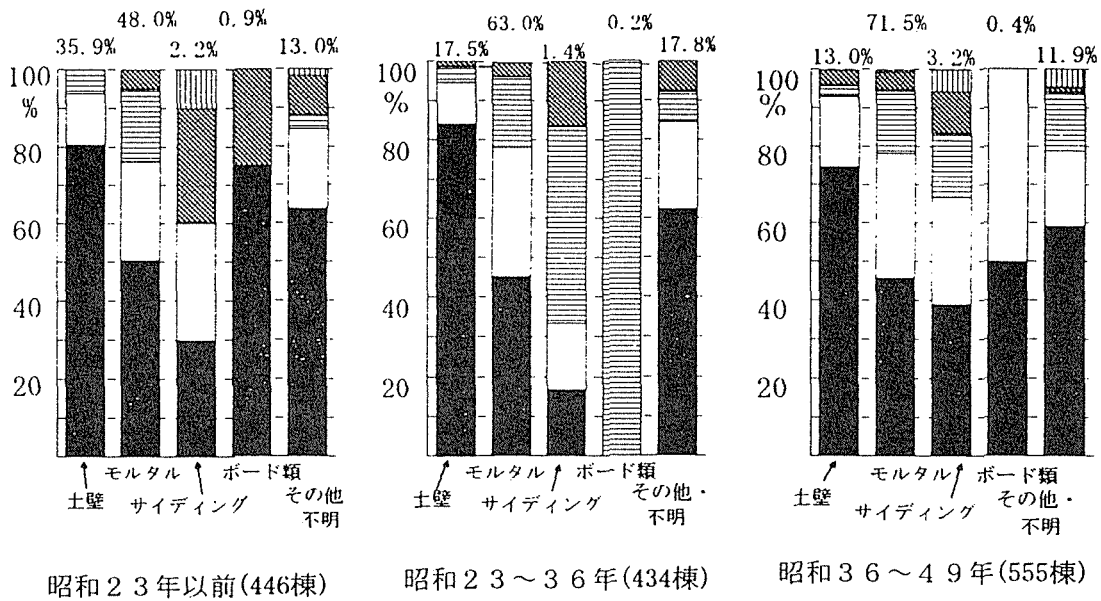 48.0% 0.9%
35.9% 2.2% 13.0%
100
%
80
60
40
20
モルタル ボード類
土壁 サイディング その他
不明
昭和２３年以前(446棟)
63.0% 0.2%
17.5% 1.4% 17.8%
100
%
80
60
40
20
モルタル ボード類
土壁 サイディング その他・
不明
昭和２３～３６年(434棟)
71.5% 0.4%
13.0% 3.2% 11.9%
100
%
80
60
40
20
モルタル ボード類
土壁 サイディング その他・
不明
昭和３６～４９年(555棟)